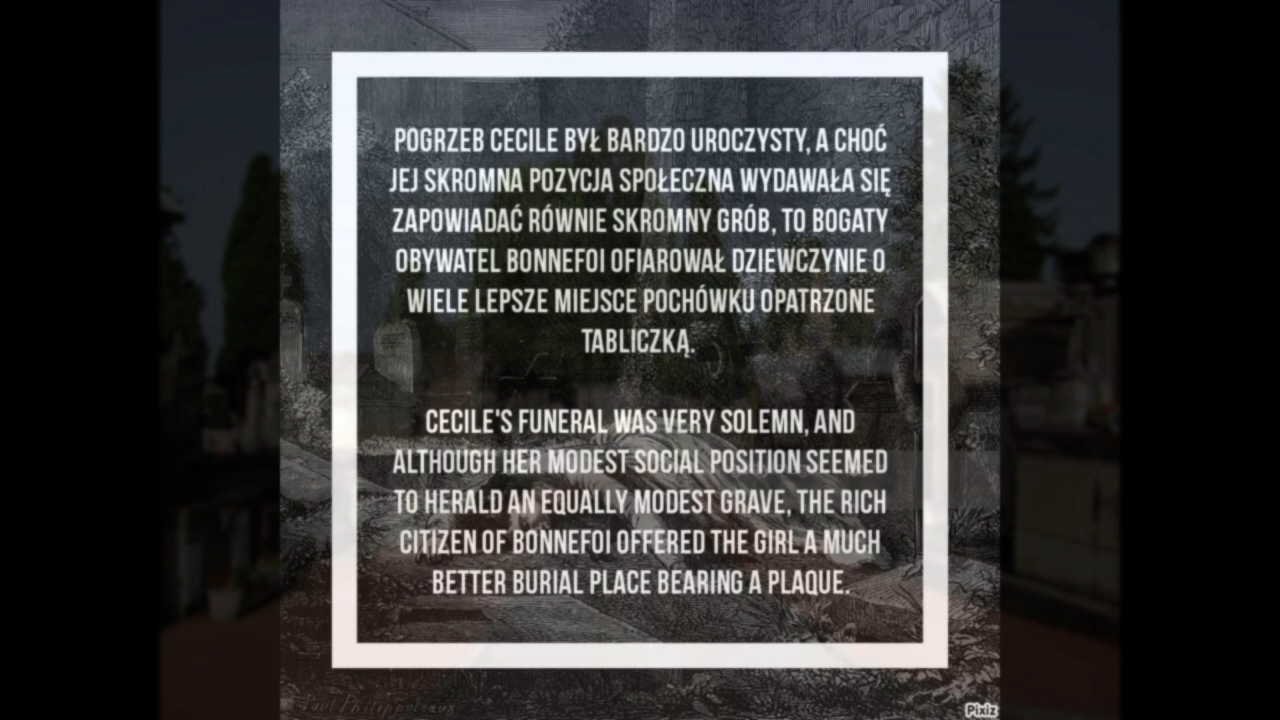 POGRZEB CECILE BYŁ BARDZO UROCZYSTY, A CHOĆ
JEJ SKROMNA POZYCJA SPOŁECZNA WYDAWAŁA SIĘ
ZAPOWIADAĆ RÓWNIE SKROMNY GRÓB, TO BOGATY
OBYWATEL BONNEFOI OFIAROWAŁ DZIEWCZYNIE O
WIELE LEPSZE MIEJSCE POCHÓWKU OPATRZONE
TABLICZKĄ.
CECILE'S FUNERAL WAS VERY SOLEMN, AND
ALTHOUGH HER MODEST SOCIAL POSITION SEEMED
TO HERALD AN EQUALLY MODEST GRAVE, THE RICH
CITIZEN OF BONNEFOI OFFERED THE GIRL A MUCH
BETTER BURIAL PLACE BEARING A PLAQUE.
Pixiz